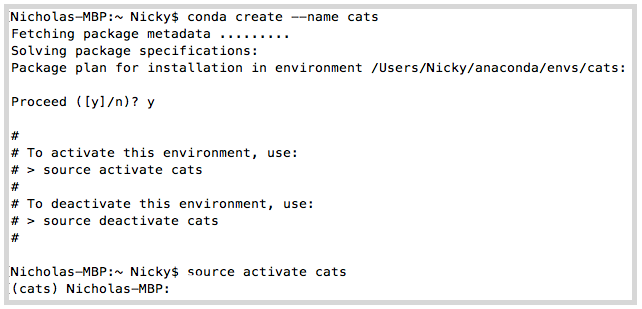 Nicholas-MBP:~ Nicky$ conda create --name cats
Fetching package metadata .........
Solving package specifications:
Package plan for installation in environment /Users/Nicky/anaconda/envs/cats:
Proceed ([y]/n)? y
#
# To activate this environment, use:
# > source activate cats
#
# To deactivate this environment, use:
# > source deactivate cats
#
Nicholas-MBP:~ Nicky$ source activate cats
(cats) Nicholas-MBP: